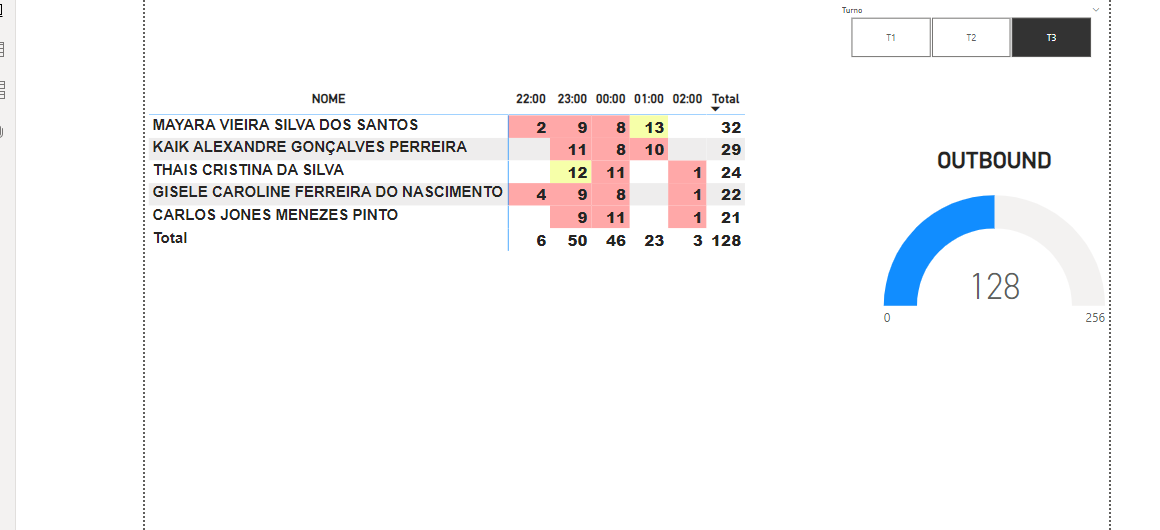 Turno
T1 T2 T3
NOME 22:00 23:00 00:00 01:00 02:00 Total
MAYARA VIEIRA SILVA DOS SANTOS 2 9 8 13 32
KAIK ALEXANDRE GONÇALVES PERREIRA 11 8 10 29
THAIS CRISTINA DA SILVA 12 11 1 24
GISELE CAROLINE FERREIRA DO NASCIMENTO 4 9 8 1 22
CARLOS JONES MENEZES PINTO 9 11 1 21
Total 6 50 46 23 3 128
OUTBOUND
128
0 256